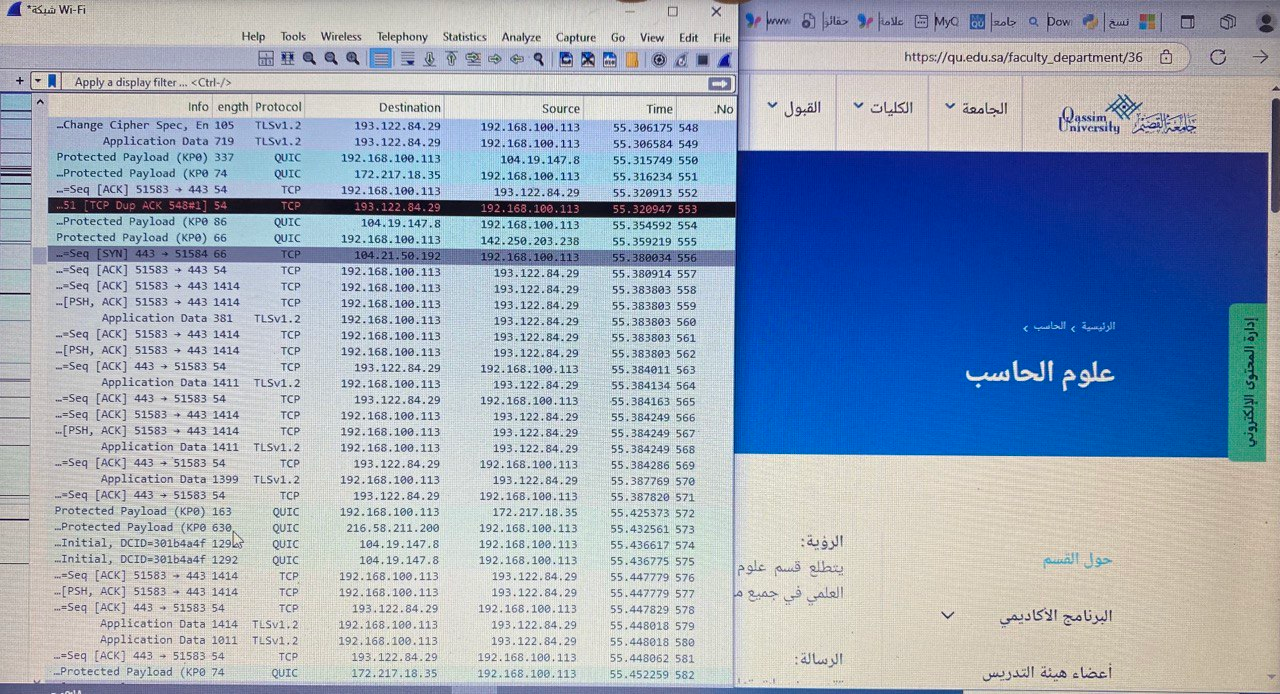 شبكة Wi-Fi*
File Edit View Go Capture Analyze Statistics Telephony Wireless Tools Help
Apply a display filter … <Ctrl-/>
No. Time Source Destination Protocol ength Info
548 55.306175 192.168.100.113 193.122.84.29 TLSv1.2 105 Change Cipher Spec, En…
549 55.306584 192.168.100.113 193.122.84.29 TLSv1.2 719 Application Data
550 55.315749 104.19.147.8 192.168.100.113 QUIC 337 Protected Payload (KP0)
551 55.316234 192.168.100.113 172.217.18.35 QUIC 74 Protected Payload (KP0…
552 55.320913 193.122.84.29 192.168.100.113 TCP 54 443 → 51583 [ACK] Seq=…
553 55.320947 192.168.100.113 193.122.84.29 TCP 54 [TCP Dup ACK 548#1] 51…
554 55.354592 192.168.100.113 104.19.147.8 QUIC 86 Protected Payload (KP0…
555 55.359219 142.250.203.238 192.168.100.113 QUIC 66 Protected Payload (KP0)
556 55.380034 192.168.100.113 104.21.50.192 TCP 66 51584 → 443 [SYN] Seq=…
557 55.380914 193.122.84.29 192.168.100.113 TCP 54 443 → 51583 [ACK] Seq=…
558 55.383803 193.122.84.29 192.168.100.113 TCP 1414 443 → 51583 [ACK] Seq=…
559 55.383803 193.122.84.29 192.168.100.113 TCP 1414 443 → 51583 [PSH, ACK]…
560 55.383803 193.122.84.29 192.168.100.113 TLSv1.2 381 Application Data
561 55.383803 193.122.84.29 192.168.100.113 TCP 1414 443 → 51583 [ACK] Seq=…
562 55.383803 193.122.84.29 192.168.100.113 TCP 1414 443 → 51583 [PSH, ACK]…
563 55.384011 192.168.100.113 193.122.84.29 TCP 54 51583 → 443 [ACK] Seq=…
564 55.384134 193.122.84.29 192.168.100.113 TLSv1.2 1411 Application Data
565 55.384163 192.168.100.113 193.122.84.29 TCP 54 51583 → 443 [ACK] Seq=…
566 55.384249 193.122.84.29 192.168.100.113 TCP 1414 443 → 51583 [ACK] Seq=…
567 55.384249 193.122.84.29 192.168.100.113 TCP 1414 443 → 51583 [PSH, ACK]…
568 55.384249 193.122.84.29 192.168.100.113 TLSv1.2 1411 Application Data
569 55.384286 192.168.100.113 193.122.84.29 TCP 54 51583 → 443 [ACK] Seq=…
570 55.387769 193.122.84.29 192.168.100.113 TLSv1.2 1399 Application Data
571 55.387820 192.168.100.113 193.122.84.29 TCP 54 51583 → 443 [ACK] Seq=…
572 55.425373 172.217.18.35 192.168.100.113 QUIC 163 Protected Payload (KP0)
573 55.432561 192.168.100.113 216.58.211.200 QUIC 630 Protected Payload (KP0…
574 55.436617 192.168.100.113 104.19.147.8 QUIC 1292 Initial, DCID=301b4a4f…
575 55.436775 192.168.100.113 104.19.147.8 QUIC 1292 Initial, DCID=301b4a4f…
576 55.447779 193.122.84.29 192.168.100.113 TCP 1414 443 → 51583 [ACK] Seq=…
577 55.447779 193.122.84.29 192.168.100.113 TCP 1414 443 → 51583 [PSH, ACK]…
578 55.447829 192.168.100.113 193.122.84.29 TCP 54 51583 → 443 [ACK] Seq=…
579 55.448018 193.122.84.29 192.168.100.113 TLSv1.2 1414 Application Data
580 55.448018 193.122.84.29 192.168.100.113 TLSv1.2 1011 Application Data
581 55.448062 192.168.100.113 193.122.84.29 TCP 54 51583 → 443 [ACK] Seq=…
582 55.452259 192.168.100.113 172.217.18.35 QUIC 74 Protected Payload (KP0…
نسخ Dow جامع MyQ علامة حقائق www
https://qu.edu.sa/faculty_department/36
جامعة القصيم
Qassim University
الجامعة الكليات القبول
الرئيسية › الحاسب ›
علوم الحاسب
إدارة المحتوى الإلكتروني
حول القسم
البرنامج الأكاديمي
أعضاء هيئة التدريس
الرؤية:
يتطلع قسم علوم
العلمي في جميع م
الرسالة: